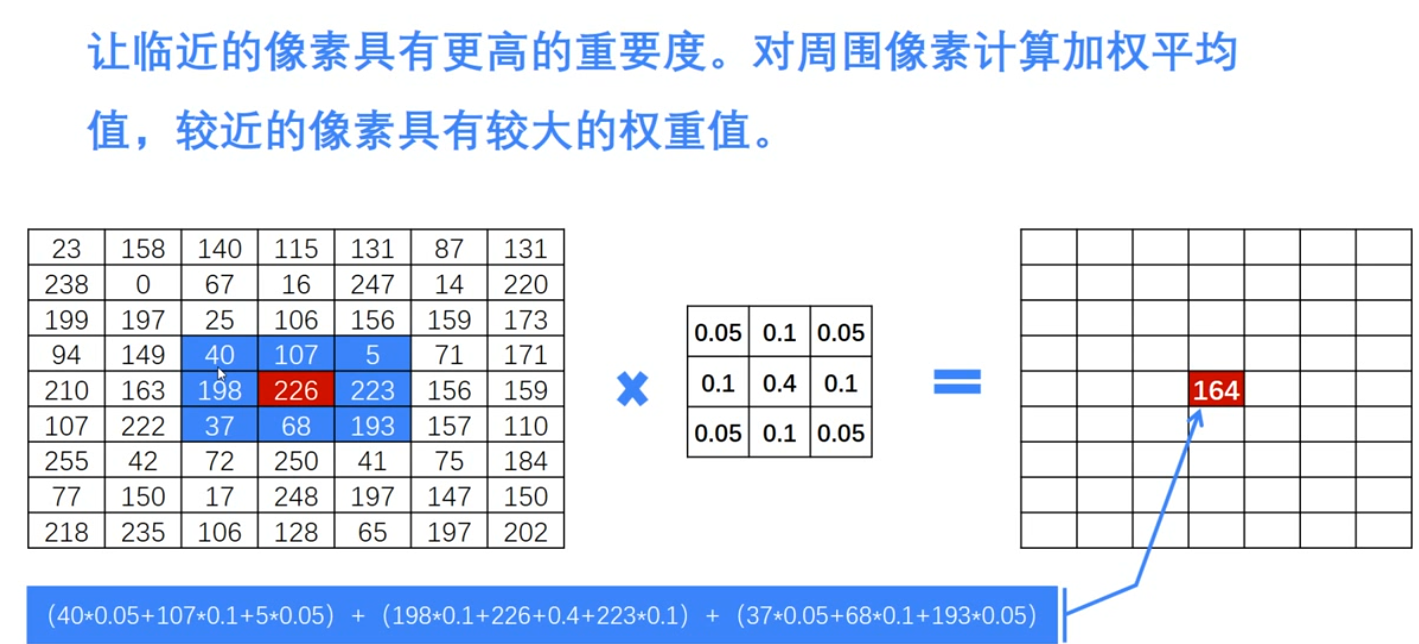 让临近的像素具有更高的重要度。对周围像素计算加权平均
值，较近的像素具有较大的权重值。
23 158 140 115 131 87 131
238 0 67 16 247 14 220
199 197 25 106 156 159 173
94 149 40 107 5 71 171
210 163 198 226 223 156 159
107 222 37 68 193 157 110
255 42 72 250 41 75 184
77 150 17 248 197 147 150
218 235 106 128 65 197 202
×
0.05 0.1 0.05
0.1 0.4 0.1
0.05 0.1 0.05
=
164
（40*0.05+107*0.1+5*0.05） + （198*0.1+226+0.4+223*0.1） + （37*0.05+68*0.1+193*0.05）